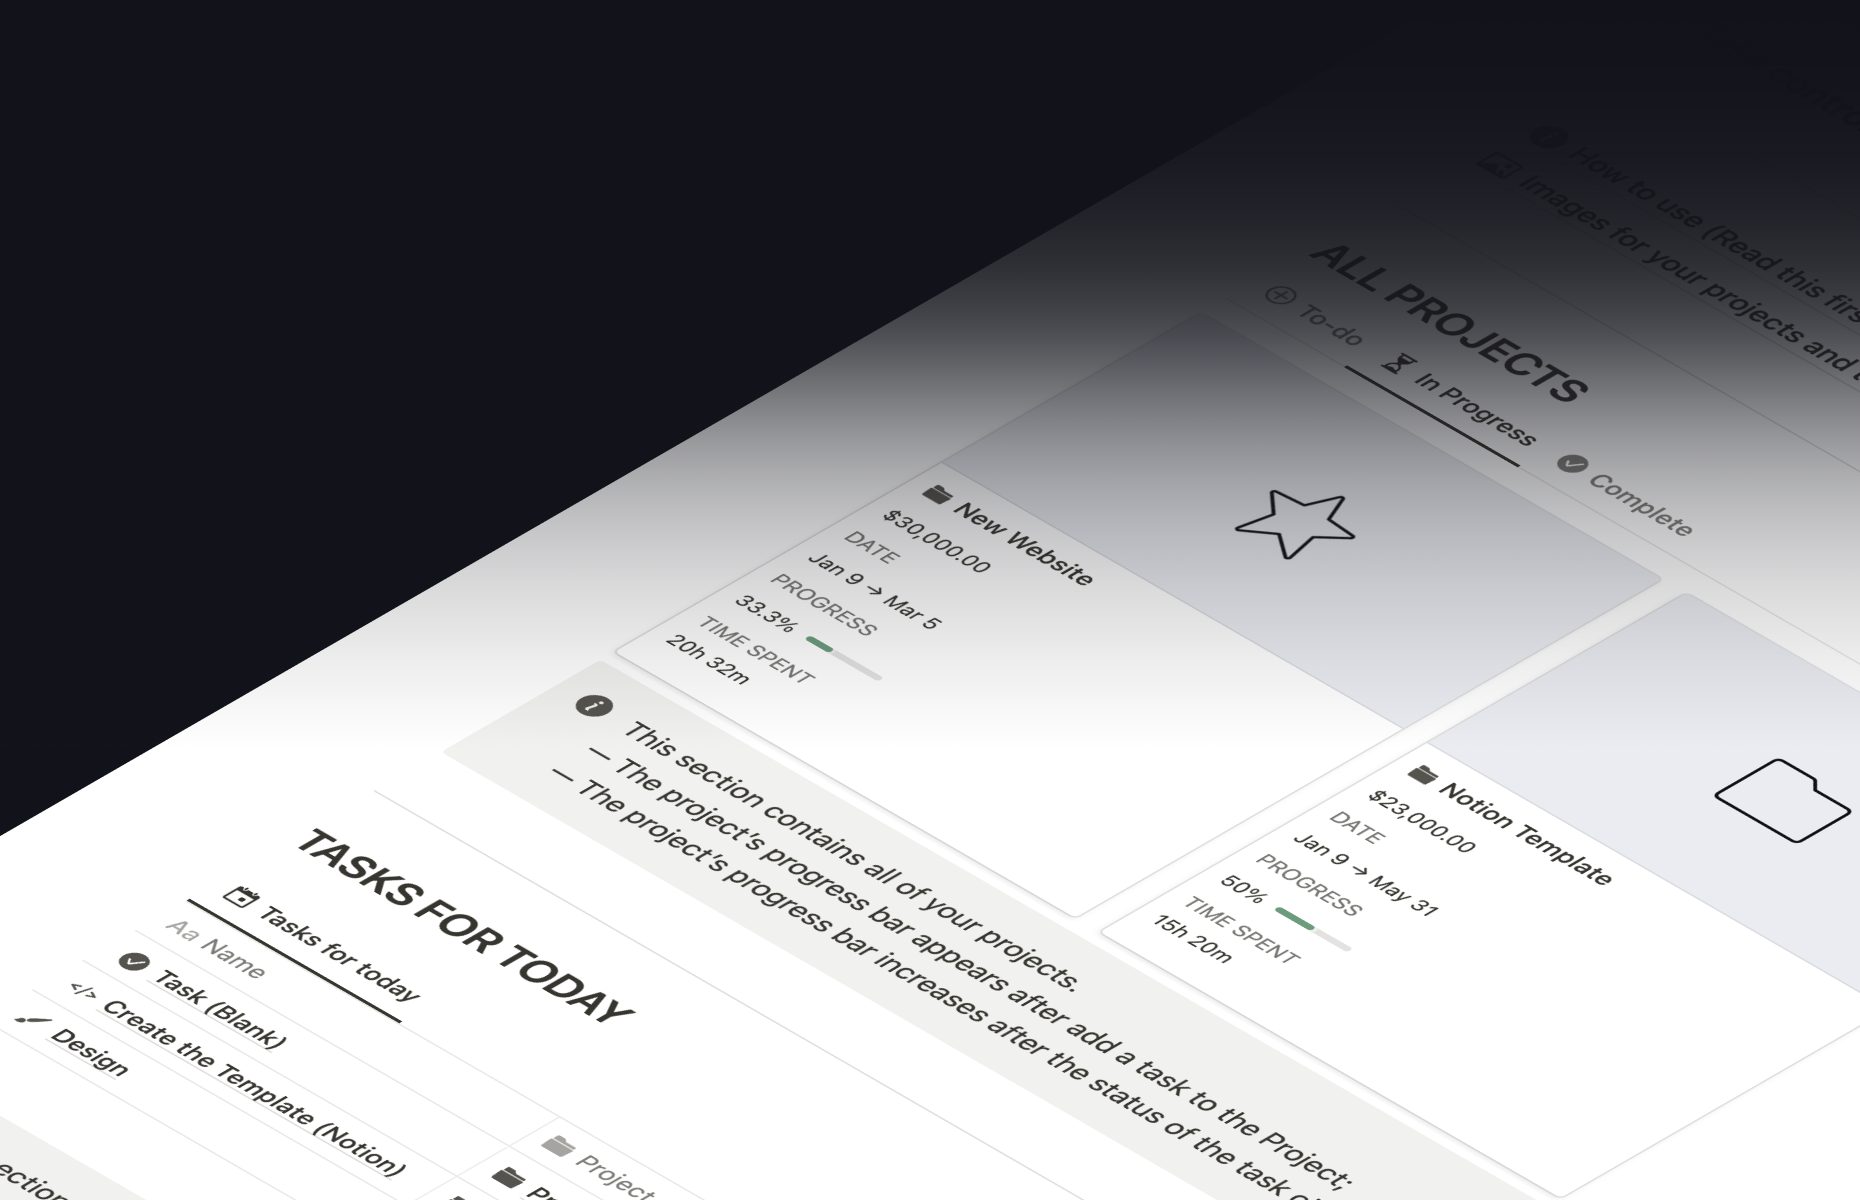 How to use (Read this firs
Images for your projects and
ALL PROJECTS
To-do
In Progress
Complete
New Website
$30,000.00
DATE
Jan 9 → Mar 5
PROGRESS
33.3%
TIME SPENT
20h 32m
Notion Template
$23,000.00
DATE
Jan 9 → May 31
PROGRESS
50%
TIME SPENT
15h 20m
This section contains all of your projects.
— The project's progress bar appears after add a task to the Project;
— The project's progress bar increases after the status of the task
TASKS FOR TODAY
Tasks for today
Aa Name
Project
Task (Blank)
</> Create the Template (Notion)
Design